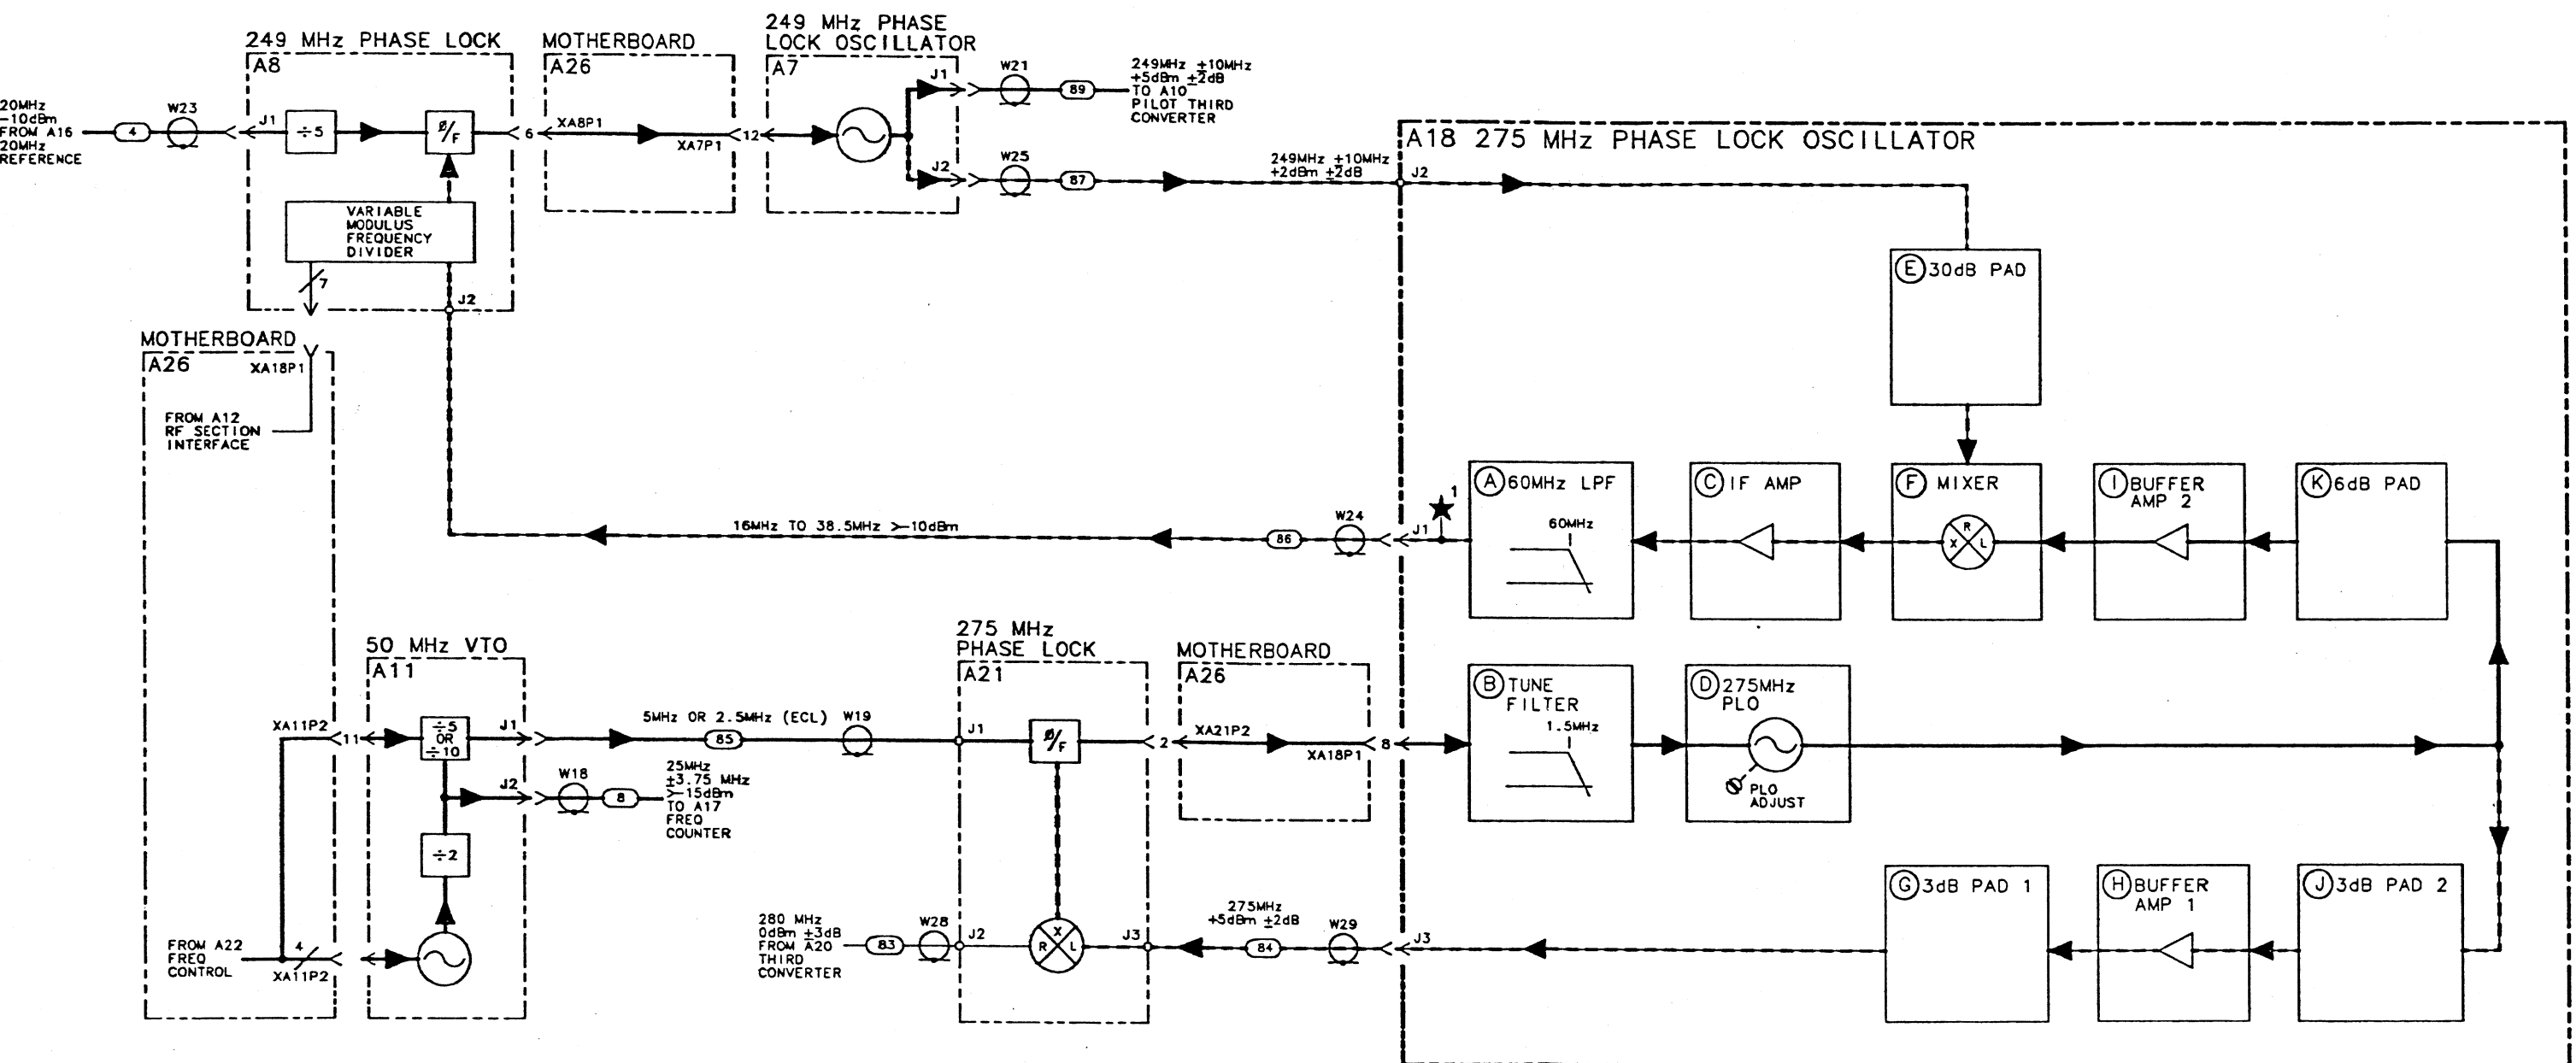 249 MHz PHASE LOCK
A8
20MHz
-10dBm
FROM A16
20MHz
REFERENCE
4
W23
J1
÷5
Ø/F
6
VARIABLE
MODULUS
FREQUENCY
DIVIDER
7
J2
MOTHERBOARD
A26
XA8P1
XA7P1
12
249 MHz PHASE
LOCK OSCILLATOR
A7
J1
J2
W21
89
249MHz ±10MHz
+5dBm ±2dB
TO A10
PILOT THIRD
CONVERTER
W25
87
249MHz ±10MHz
+2dBm ±2dB
A18 275 MHz PHASE LOCK OSCILLATOR
J2
E 30dB PAD
MOTHERBOARD
A26
XA18P1
FROM A12
RF SECTION
INTERFACE
16MHz TO 38.5MHz >-10dBm
86
W24
J1
1
A 60MHz LPF
60MHz
C IF AMP
F MIXER
R
X L
I BUFFER
AMP 2
K 6dB PAD
50 MHz VTO
A11
XA11P2
11
÷5
OR
÷10
J1
5MHz OR 2.5MHz (ECL)
85
W19
J2
W18
8
25MHz
±3.75 MHz
>-15dBm
TO A17
FREQ
COUNTER
÷2
FROM A22
FREQ
CONTROL
4
XA11P2
275 MHz
PHASE LOCK
A21
J1
Ø/F
2
280 MHz
0dBm ±3dB
FROM A20
THIRD
CONVERTER
83
W28
J2
X
R L
J3
MOTHERBOARD
A26
XA21P2
XA18P1
8
275MHz
+5dBm ±2dB
84
W29
J3
B TUNE
FILTER
1.5MHz
D 275MHz
PLO
PLO
ADJUST
G 3dB PAD 1
H BUFFER
AMP 1
J 3dB PAD 2